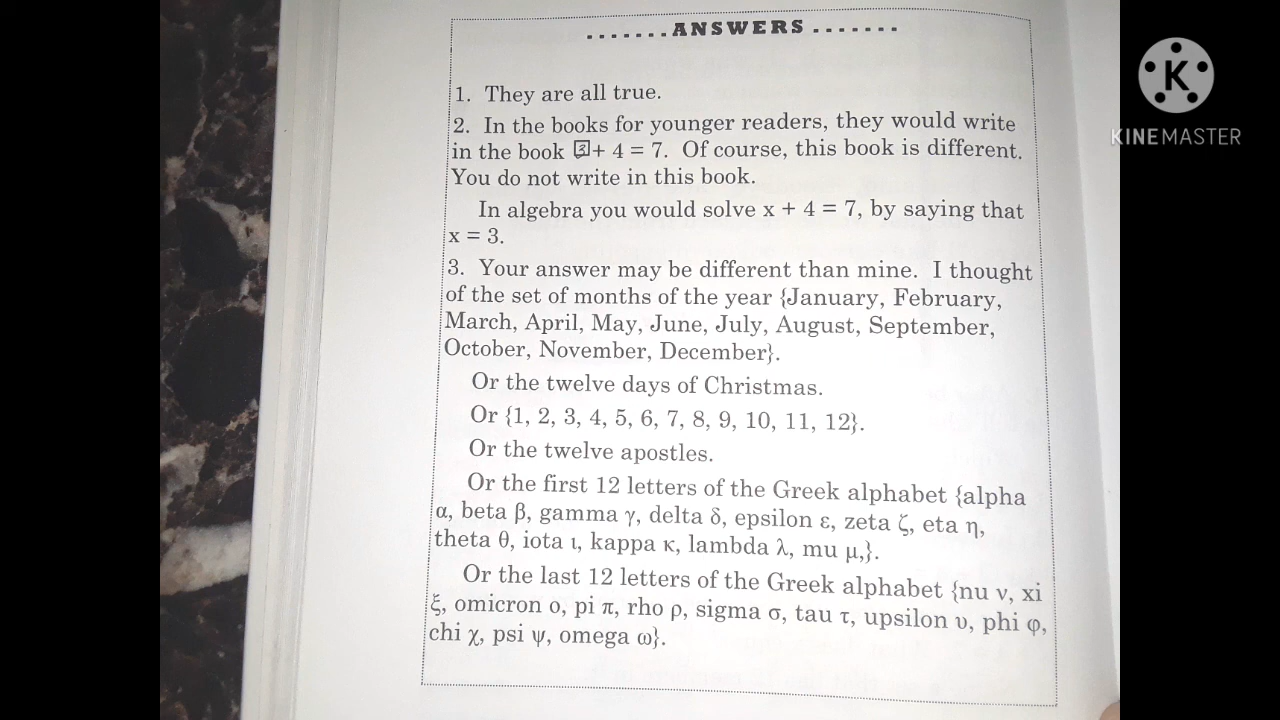 .......ANSWERS.......
1. They are all true.
2. In the books for younger readers, they would write
in the book 3 + 4 = 7. Of course, this book is different.
You do not write in this book.
In algebra you would solve x + 4 = 7, by saying that
x = 3.
3. Your answer may be different than mine. I thought
of the set of months of the year {January, February,
March, April, May, June, July, August, September,
October, November, December}.
Or the twelve days of Christmas.
Or {1, 2, 3, 4, 5, 6, 7, 8, 9, 10, 11, 12}.
Or the twelve apostles.
Or the first 12 letters of the Greek alphabet {alpha
α, beta β, gamma γ, delta δ, epsilon ε, zeta ζ, eta η,
theta θ, iota ι, kappa κ, lambda λ, mu μ,}.
Or the last 12 letters of the Greek alphabet {nu ν, xi
ξ, omicron ο, pi π, rho ρ, sigma σ, tau τ, upsilon υ, phi φ,
chi χ, psi ψ, omega ω}.
K
KINEMASTER